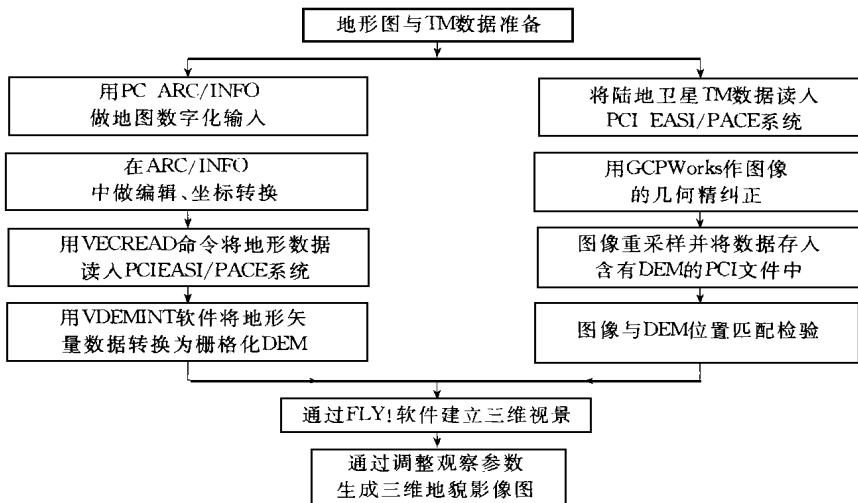 地形图与TM数据准备
用PC ARC/INFO
做地图数字化输入
在ARC/INFO
中做编辑、坐标转换
用VECREAD命令将地形数据
读入PCIEASI/PACE系统
用VDEMINT软件将地形矢
量数据转换为栅格化DEM
将陆地卫星TM数据读入
PCI EASI/PACE系统
用GCPWorks作图像
的几何精纠正
图像重采样并将数据存入
含有DEM的PCI文件中
图像与DEM位置匹配检验
通过FLY!软件建立三维视景
通过调整观察参数
生成三维地貌影像图